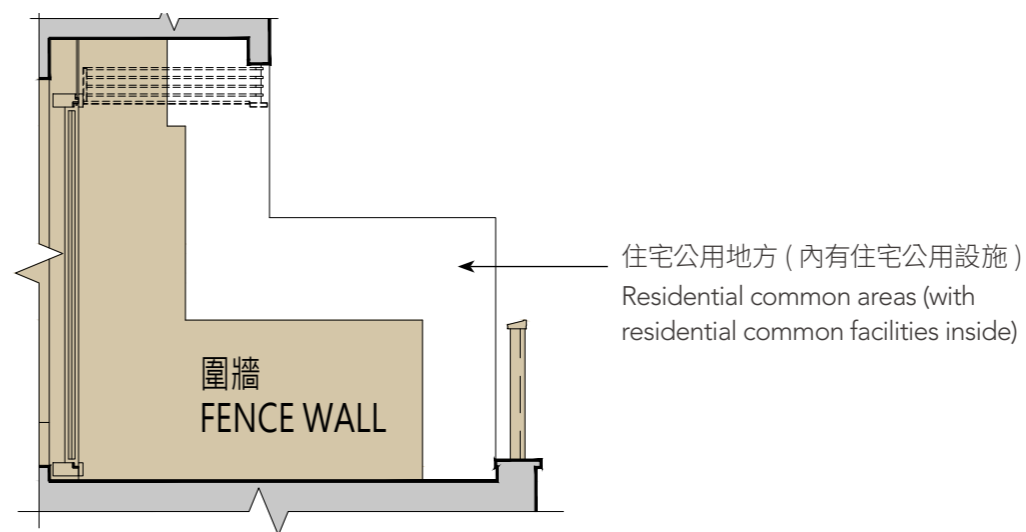 住宅公用地方 ( 內有住宅公用設施 )
Residential common areas (with
residential common facilities inside)
圍牆
FENCE WALL